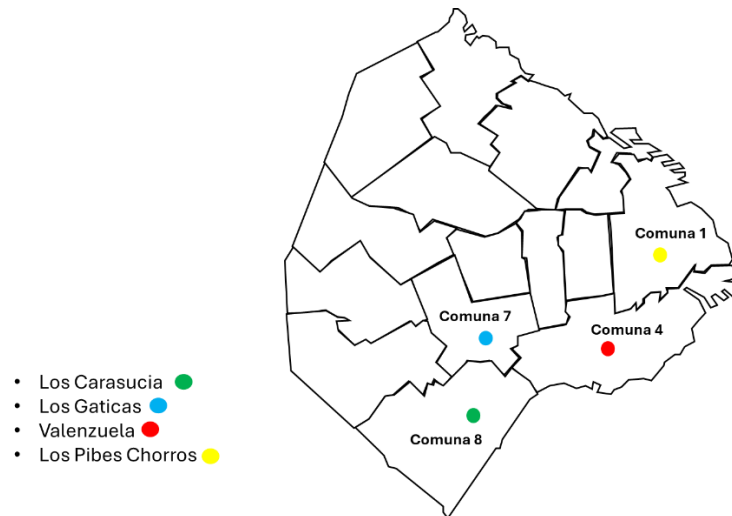 Comuna 1
Comuna 7
Comuna 4
Comuna 8
• Los Carasucia
• Los Gaticas
• Valenzuela
• Los Pibes Chorros